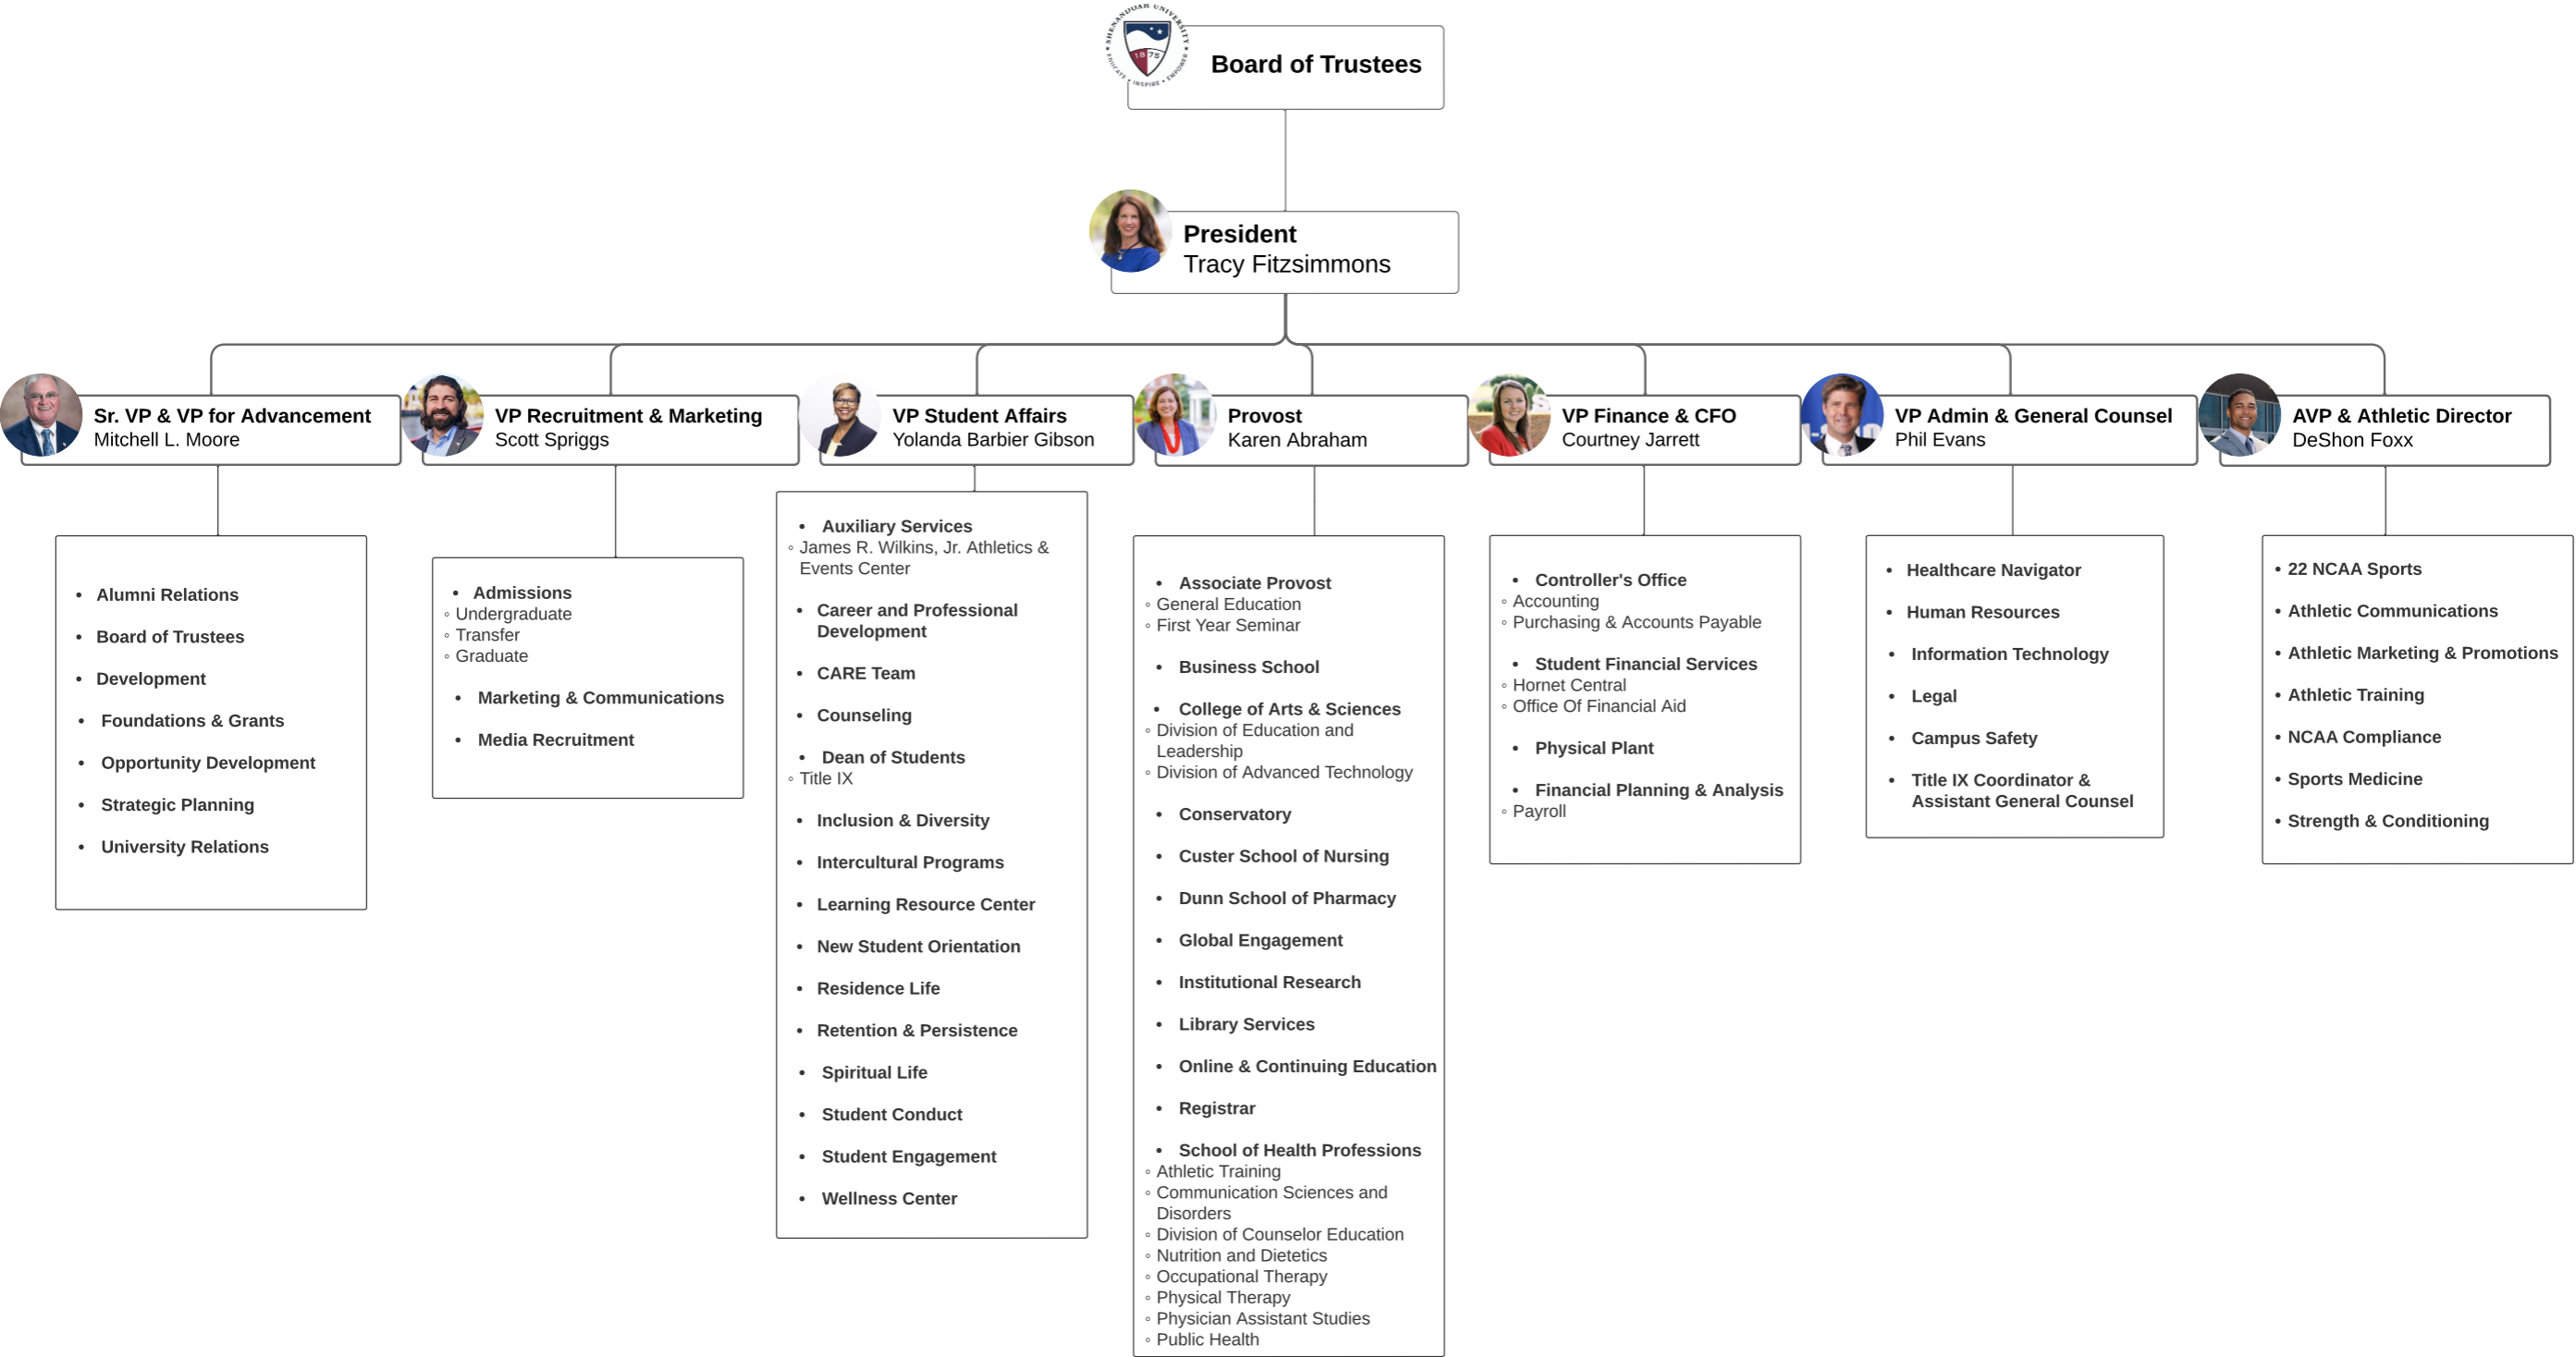 SHENANDOAH UNIVERSITY
1875
EDUCATE • INSPIRE • EMPOWER
Board of Trustees
President
Tracy Fitzsimmons
Sr. VP & VP for Advancement
Mitchell L. Moore
VP Recruitment & Marketing
Scott Spriggs
VP Student Affairs
Yolanda Barbier Gibson
Provost
Karen Abraham
VP Finance & CFO
Courtney Jarrett
VP Admin & General Counsel
Phil Evans
AVP & Athletic Director
DeShon Foxx
• Alumni Relations
• Board of Trustees
• Development
• Foundations & Grants
• Opportunity Development
• Strategic Planning
• University Relations
• Admissions
◦ Undergraduate
◦ Transfer
◦ Graduate
• Marketing & Communications
• Media Recruitment
• Auxiliary Services
◦ James R. Wilkins, Jr. Athletics &
Events Center
• Career and Professional
Development
• CARE Team
• Counseling
• Dean of Students
◦ Title IX
• Inclusion & Diversity
• Intercultural Programs
• Learning Resource Center
• New Student Orientation
• Residence Life
• Retention & Persistence
• Spiritual Life
• Student Conduct
• Student Engagement
• Wellness Center
• Associate Provost
◦ General Education
◦ First Year Seminar
• Business School
• College of Arts & Sciences
◦ Division of Education and
Leadership
◦ Division of Advanced Technology
• Conservatory
• Custer School of Nursing
• Dunn School of Pharmacy
• Global Engagement
• Institutional Research
• Library Services
• Online & Continuing Education
• Registrar
• School of Health Professions
◦ Athletic Training
◦ Communication Sciences and
Disorders
◦ Division of Counselor Education
◦ Nutrition and Dietetics
◦ Occupational Therapy
◦ Physical Therapy
◦ Physician Assistant Studies
◦ Public Health
• Controller's Office
◦ Accounting
◦ Purchasing & Accounts Payable
• Student Financial Services
◦ Hornet Central
◦ Office Of Financial Aid
• Physical Plant
• Financial Planning & Analysis
◦ Payroll
• Healthcare Navigator
• Human Resources
• Information Technology
• Legal
• Campus Safety
• Title IX Coordinator &
Assistant General Counsel
• 22 NCAA Sports
• Athletic Communications
• Athletic Marketing & Promotions
• Athletic Training
• NCAA Compliance
• Sports Medicine
• Strength & Conditioning